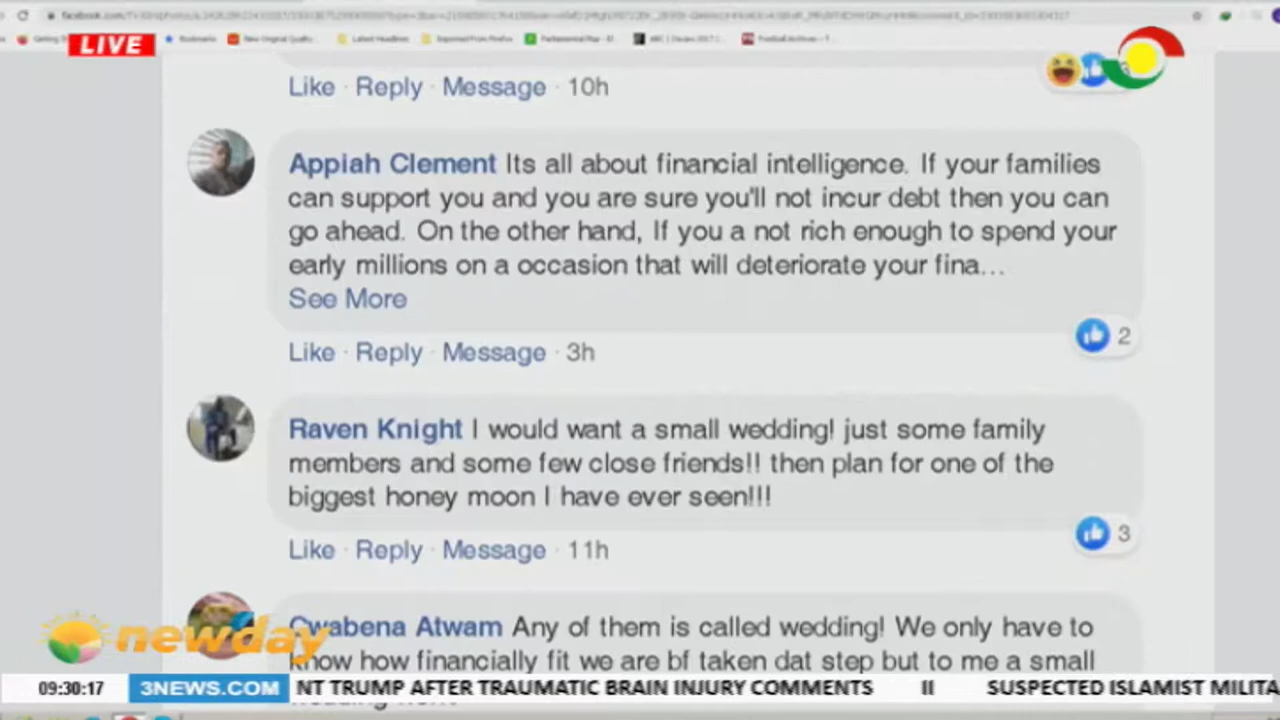 LIVE
Like · Reply · Message · 10h
Appiah Clement Its all about financial intelligence. If your families
can support you and you are sure you'll not incur debt then you can
go ahead. On the other hand, If you a not rich enough to spend your
early millions on a occasion that will deteriorate your fina...
See More
Like · Reply · Message · 3h
2
Raven Knight I would want a small wedding! just some family
members and some few close friends!! then plan for one of the
biggest honey moon I have ever seen!!!
Like · Reply · Message · 11h
3
Cwabena Atwam Any of them is called wedding! We only have to
know how financially fit we are bf taken dat step but to me a small
newday
09:30:17 3NEWS.COM NT TRUMP AFTER TRAUMATIC BRAIN INJURY COMMENTS II SUSPECTED ISLAMIST MILITA